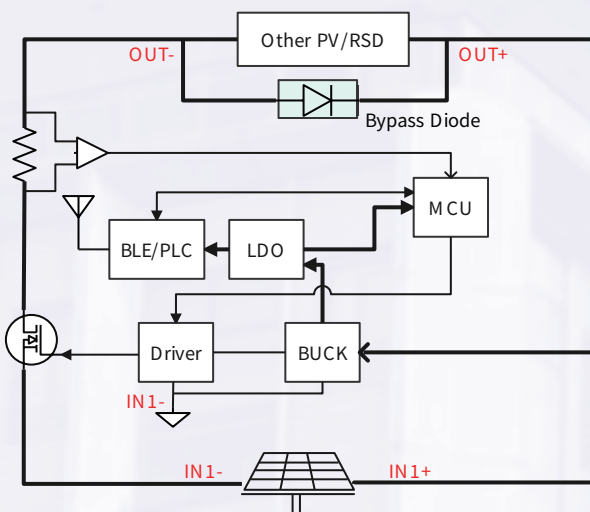 Other PV/RSD
OUT-
OUT+
Bypass Diode
MCU
BLE/PLC
LDO
Driver
BUCK
IN1-
IN1-
IN1+